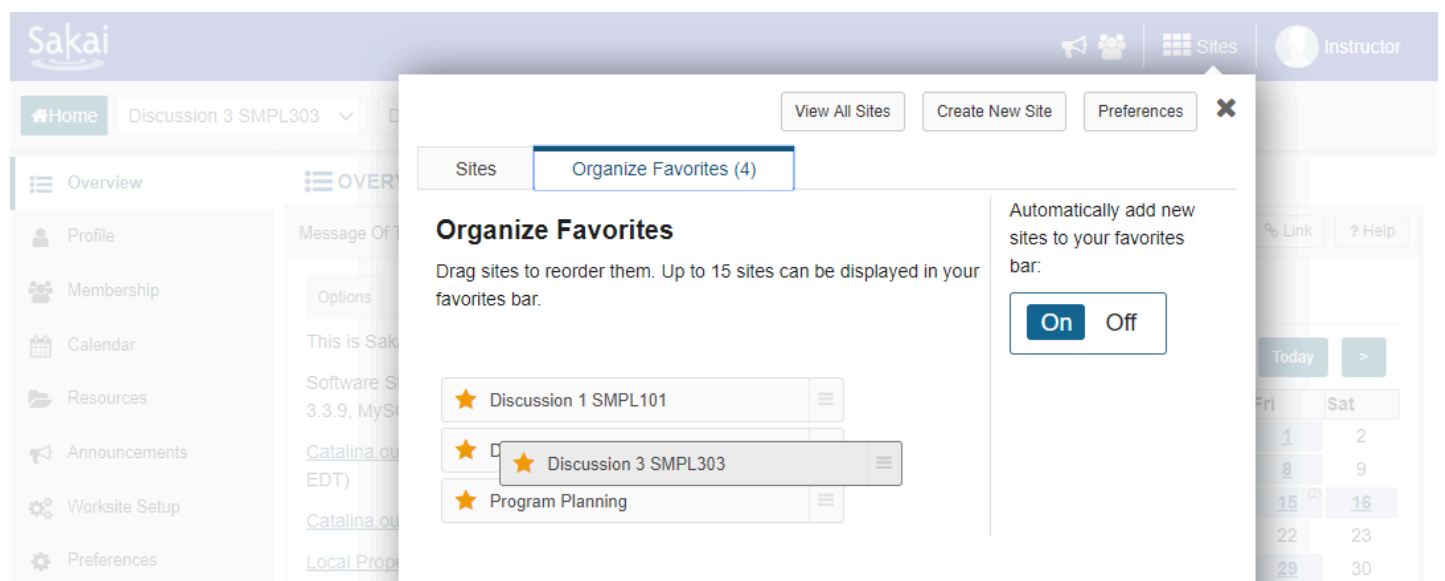 Sakai
Sites
Instructor
Home
Discussion 3 SMPL303
View All Sites
Create New Site
Preferences
Sites
Organize Favorites (4)
Overview
Profile
Membership
Calendar
Resources
Announcements
Worksite Setup
Preferences
OVER
Message Of
Options
This is Sak
Software S
3.3.9, MyS
Catalina.ou
EDT)
Catalina.ou
Local Prope
Organize Favorites
Drag sites to reorder them. Up to 15 sites can be displayed in your
favorites bar.
Discussion 1 SMPL101
D
Discussion 3 SMPL303
Program Planning
Automatically add new
sites to your favorites
bar:
On Off
Link
? Help
Today >
Fri Sat
1 2
8 9
15 (2) 16
22 23
29 30